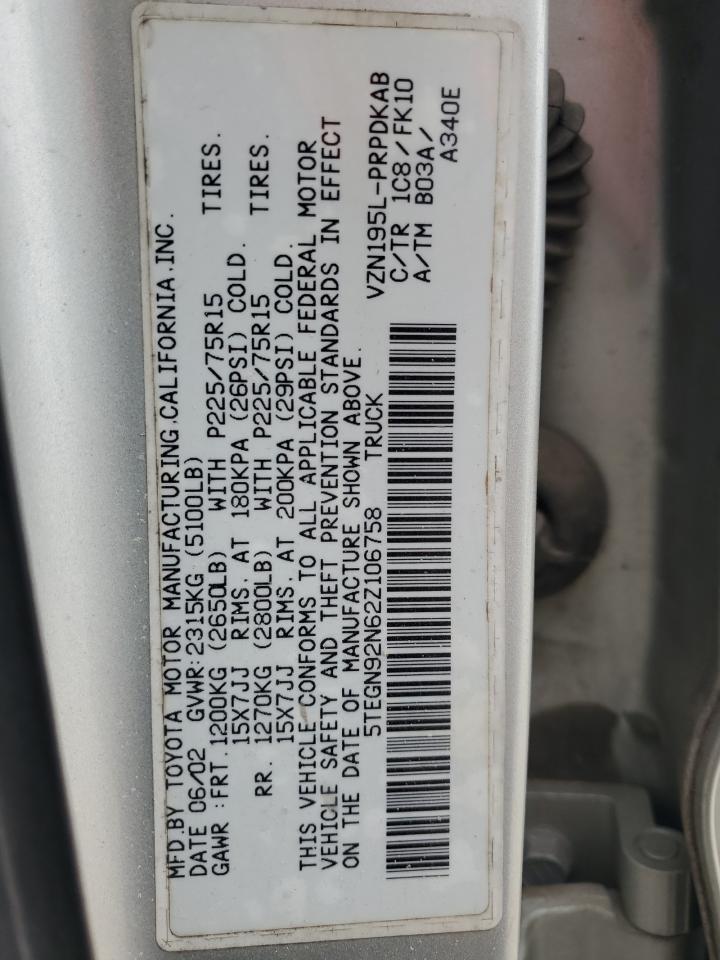 MFD.BY TOYOTA MOTOR MANUFACTURING.CALIFORNIA.INC.
DATE 06/02 GVWR:2315KG (5100LB)
GAWR :FRT.1200KG (2650LB) WITH P225/75R15 TIRES.
15X7JJ RIMS. AT 180KPA (26PSI) COLD.
RR. 1270KG (2800LB) WITH P225/75R15 TIRES.
15X7JJ RIMS. AT 200KPA (29PSI) COLD.
THIS VEHICLE CONFORMS TO ALL APPLICABLE FEDERAL MOTOR
VEHICLE SAFETY AND THEFT PREVENTION STANDARDS IN EFFECT
ON THE DATE OF MANUFACTURE SHOWN ABOVE.
5TEGN92N62Z106758 TRUCK
VZN195L-PRPDKAB
C/TR 1C8/FK10
A/TM B03A/
A340E